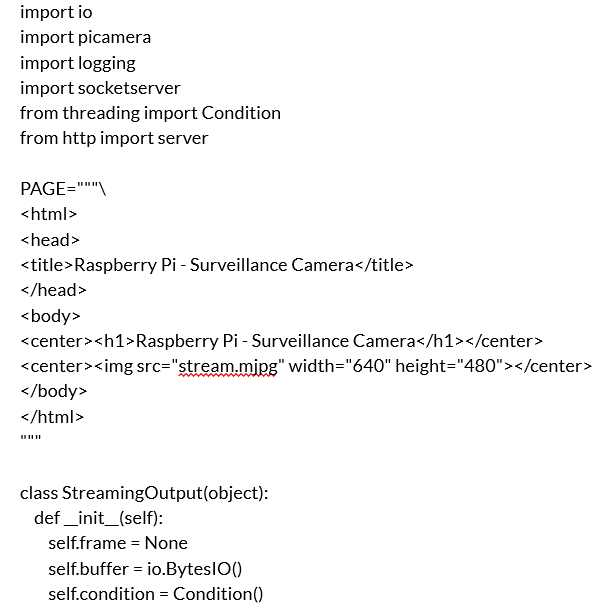 import io
import picamera
import logging
import socketserver
from threading import Condition
from http import server

PAGE="""\
<html>
<head>
<title>Raspberry Pi - Surveillance Camera</title>
</head>
<body>
<center><h1>Raspberry Pi - Surveillance Camera</h1></center>
<center><img src="stream.mjpg" width="640" height="480"></center>
</body>
</html>
"""

class StreamingOutput(object):
    def __init__(self):
        self.frame = None
        self.buffer = io.BytesIO()
        self.condition = Condition()